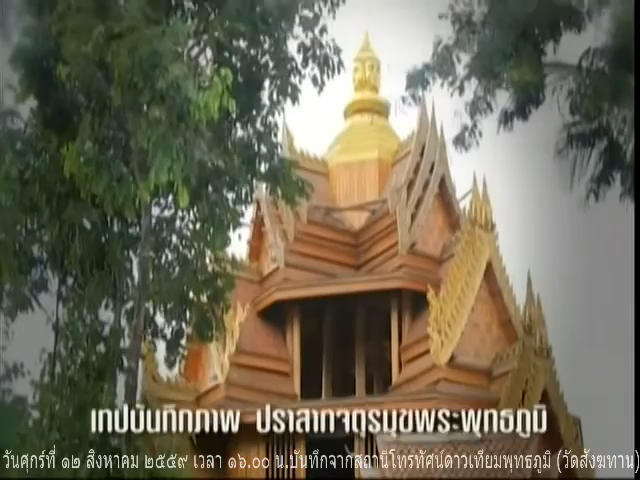 เทปบันทึกภาพ ปราสาทจตุรมุขพระพุทธภูมิ
วันศุกร์ที่ ๑๒ สิงหาคม ๒๕๕๙ เวลา ๑๖.๐๐ น.บันทึกจากสถานีโทรทัศน์ดาวเทียมพุทธภูมิ (วัดสังฆทาน)